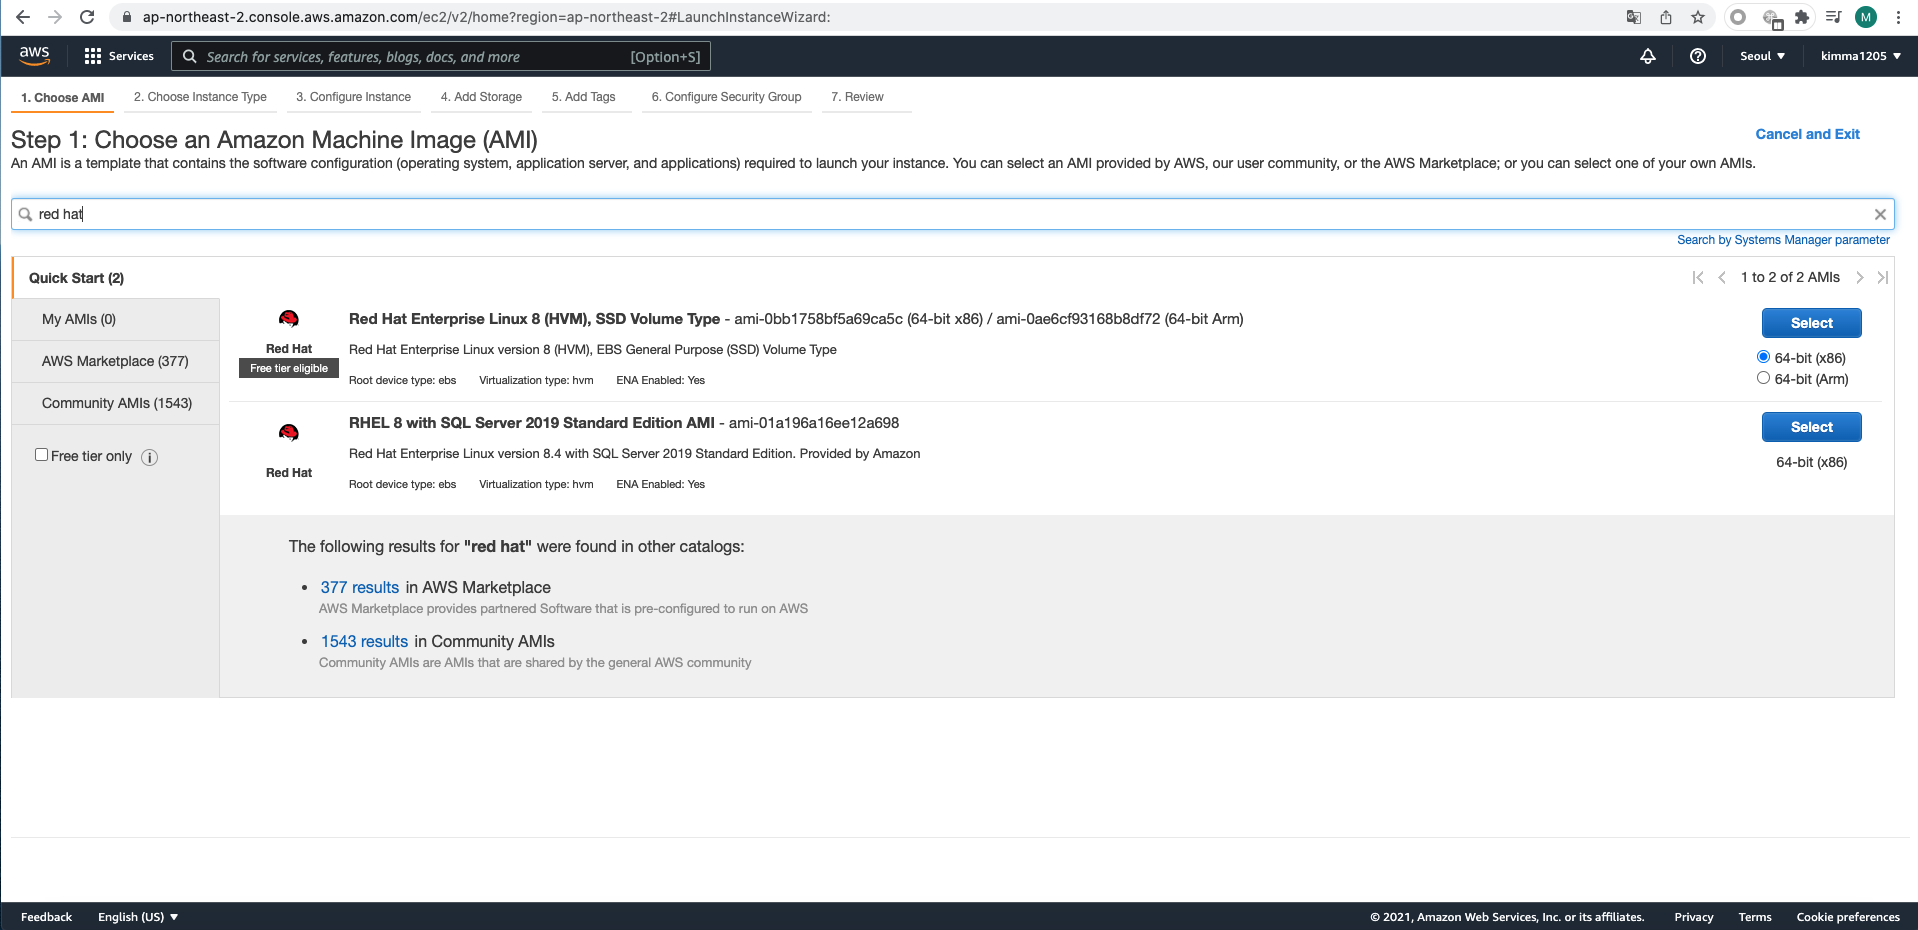 ap-northeast-2.console.aws.amazon.com/ec2/v2/home?region=ap-northeast-2#LaunchInstanceWizard:
M
aws
Services
Search for services, features, blogs, docs, and more [Option+S]
Seoul ▼
kimma1205 ▼
1. Choose AMI
2. Choose Instance Type
3. Configure Instance
4. Add Storage
5. Add Tags
6. Configure Security Group
7. Review
Step 1: Choose an Amazon Machine Image (AMI)
Cancel and Exit
An AMI is a template that contains the software configuration (operating system, application server, and applications) required to launch your instance. You can select an AMI provided by AWS, our user community, or the AWS Marketplace; or you can select one of your own AMIs.
red hat
Search by Systems Manager parameter
Quick Start (2)
1 to 2 of 2 AMIs
My AMIs (0)
AWS Marketplace (377)
Community AMIs (1543)
Free tier only
Red Hat
Free tier eligible
Red Hat Enterprise Linux 8 (HVM), SSD Volume Type - ami-0bb1758bf5a69ca5c (64-bit x86) / ami-0ae6cf93168b8df72 (64-bit Arm)
Red Hat Enterprise Linux version 8 (HVM), EBS General Purpose (SSD) Volume Type
Root device type: ebs Virtualization type: hvm ENA Enabled: Yes
Select
64-bit (x86)
64-bit (Arm)
Red Hat
RHEL 8 with SQL Server 2019 Standard Edition AMI - ami-01a196a16ee12a698
Red Hat Enterprise Linux version 8.4 with SQL Server 2019 Standard Edition. Provided by Amazon
Root device type: ebs Virtualization type: hvm ENA Enabled: Yes
Select
64-bit (x86)
The following results for "red hat" were found in other catalogs:
• 377 results in AWS Marketplace
AWS Marketplace provides partnered Software that is pre-configured to run on AWS
• 1543 results in Community AMIs
Community AMIs are AMIs that are shared by the general AWS community
Feedback
English (US) ▼
© 2021, Amazon Web Services, Inc. or its affiliates.
Privacy
Terms
Cookie preferences